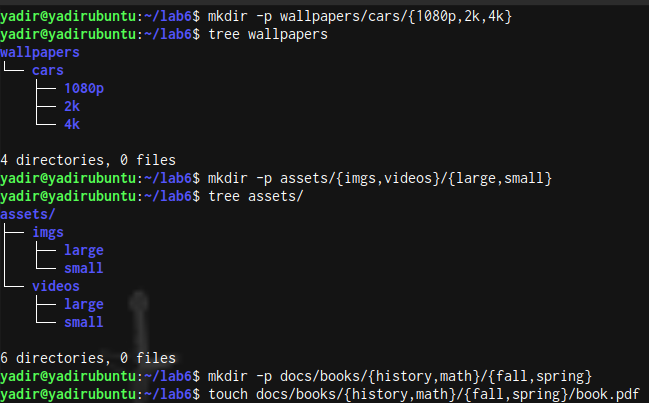 yadir@yadirubuntu:~/lab6$ mkdir -p wallpapers/cars/{1080p,2k,4k}
yadir@yadirubuntu:~/lab6$ tree wallpapers
wallpapers
└── cars
    ├── 1080p
    ├── 2k
    └── 4k
4 directories, 0 files
yadir@yadirubuntu:~/lab6$ mkdir -p assets/{imgs,videos}/{large,small}
yadir@yadirubuntu:~/lab6$ tree assets/
assets/
├── imgs
│   ├── large
│   └── small
└── videos
    ├── large
    └── small
6 directories, 0 files
yadir@yadirubuntu:~/lab6$ mkdir -p docs/books/{history,math}/{fall,spring}
yadir@yadirubuntu:~/lab6$ touch docs/books/{history,math}/{fall,spring}/book.pdf